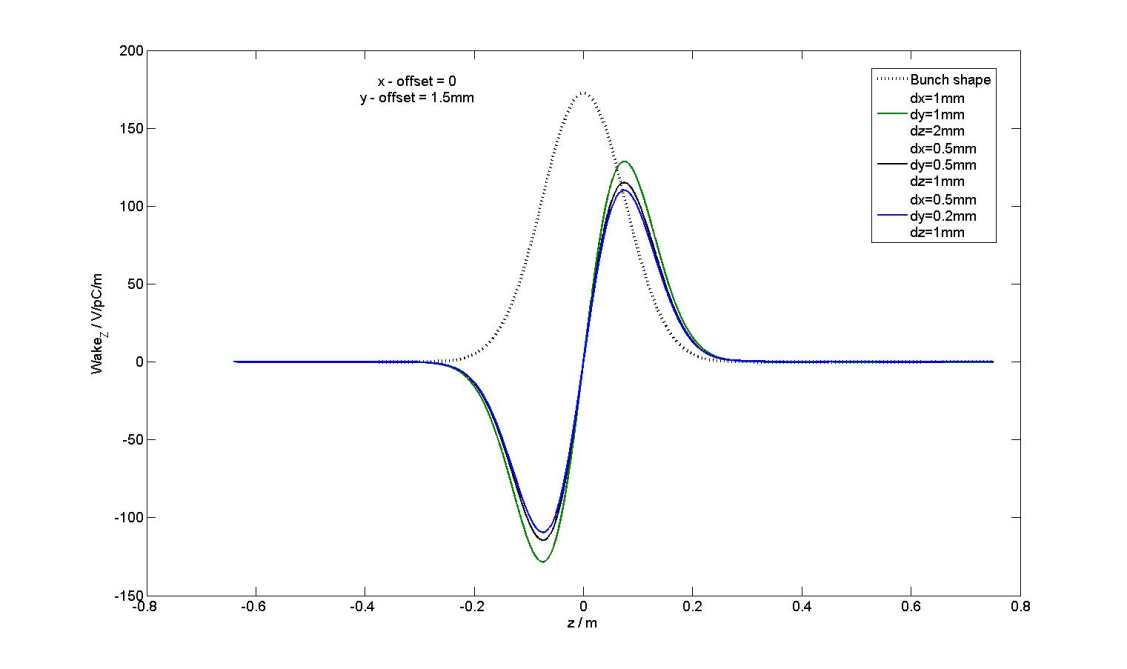 x - offset = 0
y - offset = 1.5mm
Bunch shape
dx=1mm
dy=1mm
dz=2mm
dx=0.5mm
dy=0.5mm
dz=1mm
dx=0.5mm
dy=0.2mm
dz=1mm
200
150
100
50
0
-50
-100
-150
Wake_Z / V/pC/m
-0.8
-0.6
-0.4
-0.2
0
0.2
0.4
0.6
0.8
z / m